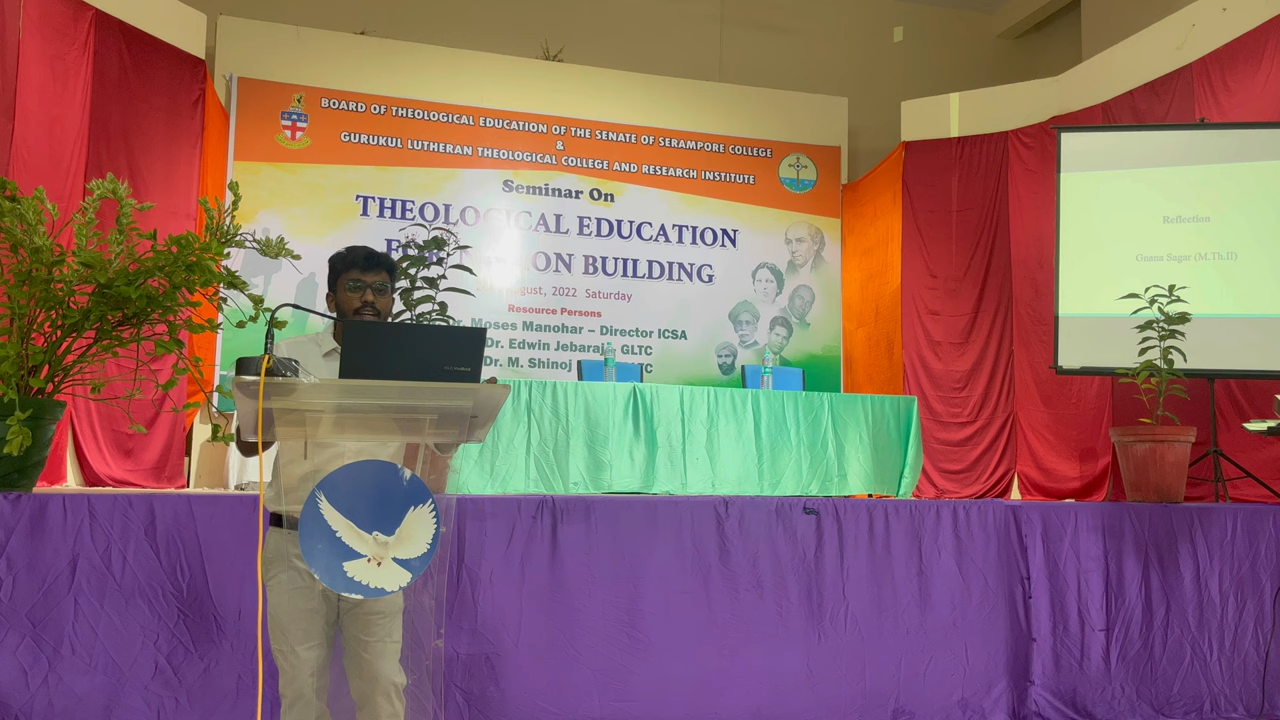 BOARD OF THEOLOGICAL EDUCATION OF THE SENATE OF SERAMPORE COLLEGE
&
GURUKUL LUTHERAN THEOLOGICAL COLLEGE AND RESEARCH INSTITUTE
Seminar On
THEOLOGICAL EDUCATION
BUILDING
August, 2022 Saturday
Resource Persons
Moses Manohar – Director ICSA
Dr. Edwin Jebaraj GLTC
Dr. M. Shinoj
Reflection
Gnana Sagar (M.Th.II)